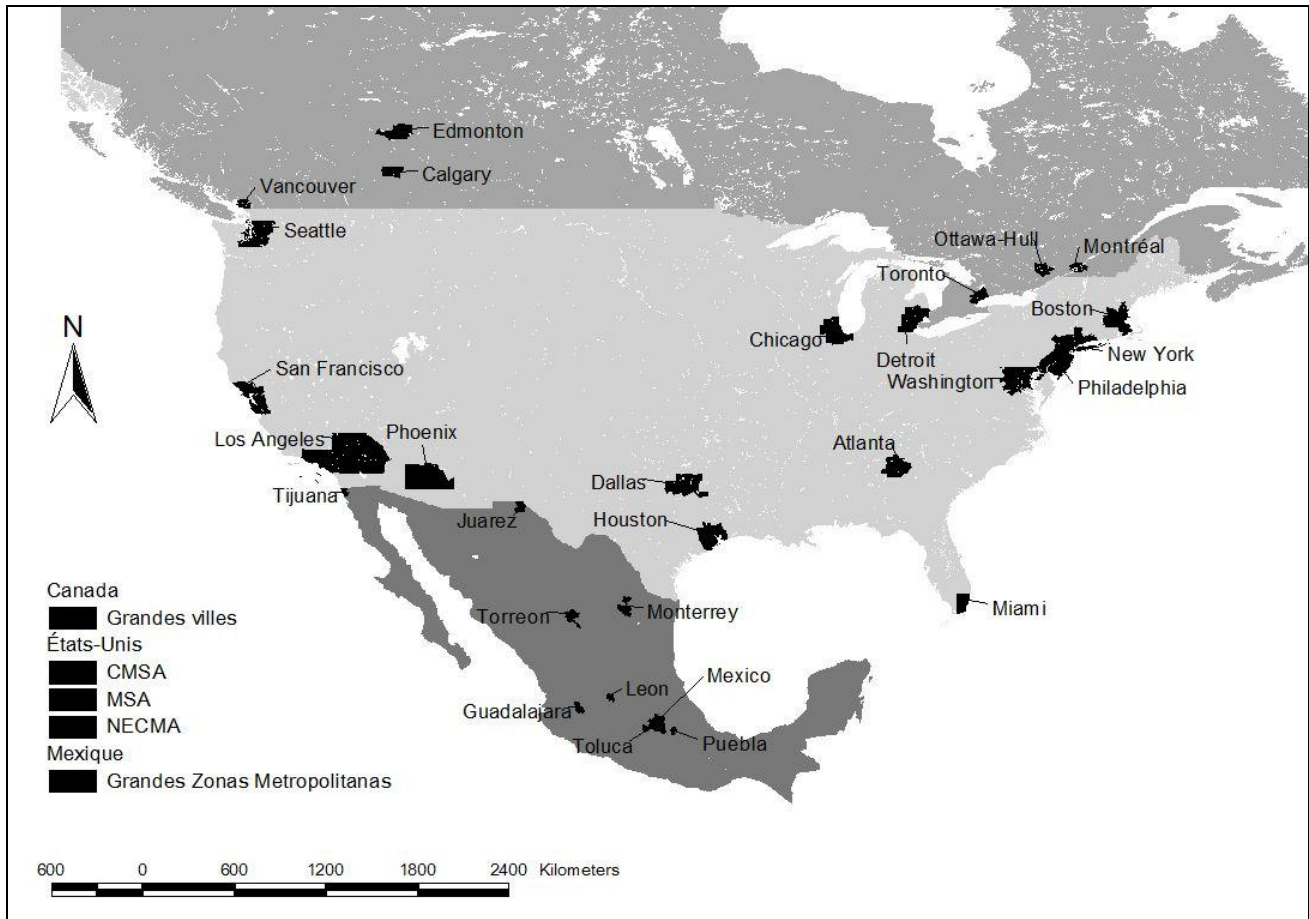 Edmonton
Calgary
Vancouver
Seattle
Ottawa-Hull
Montréal
Toronto
Boston
N
Chicago
Detroit
New York
San Francisco
Washington
Philadelphia
Los Angeles
Phoenix
Atlanta
Dallas
Tijuana
Juarez
Houston
Canada
Grandes villes
Torreon
Monterrey
Miami
États-Unis
CMSA
MSA
NECMA
Leon
Mexico
Guadalajara
Toluca
Puebla
Mexique
Grandes Zonas Metropolitanas
600 0 600 1200 1800 2400 Kilometers